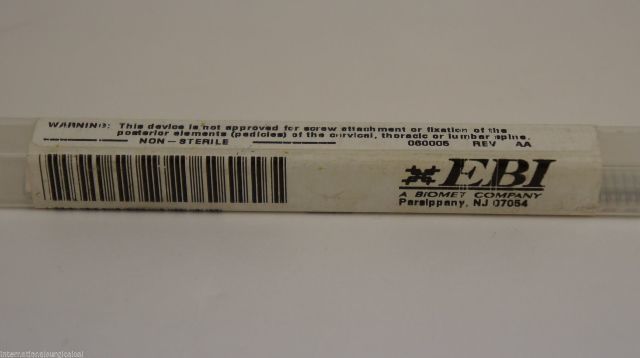 WARNING: This device is not approved for screw attachment or fixation of the
posterior elements (pedicles) of the cervical, thoracic or lumbar spine.
NON-STERILE 060005 REV AA
EBI
A BIOMET COMPANY
Parsippany, NJ 07054
internationalsurgicalool